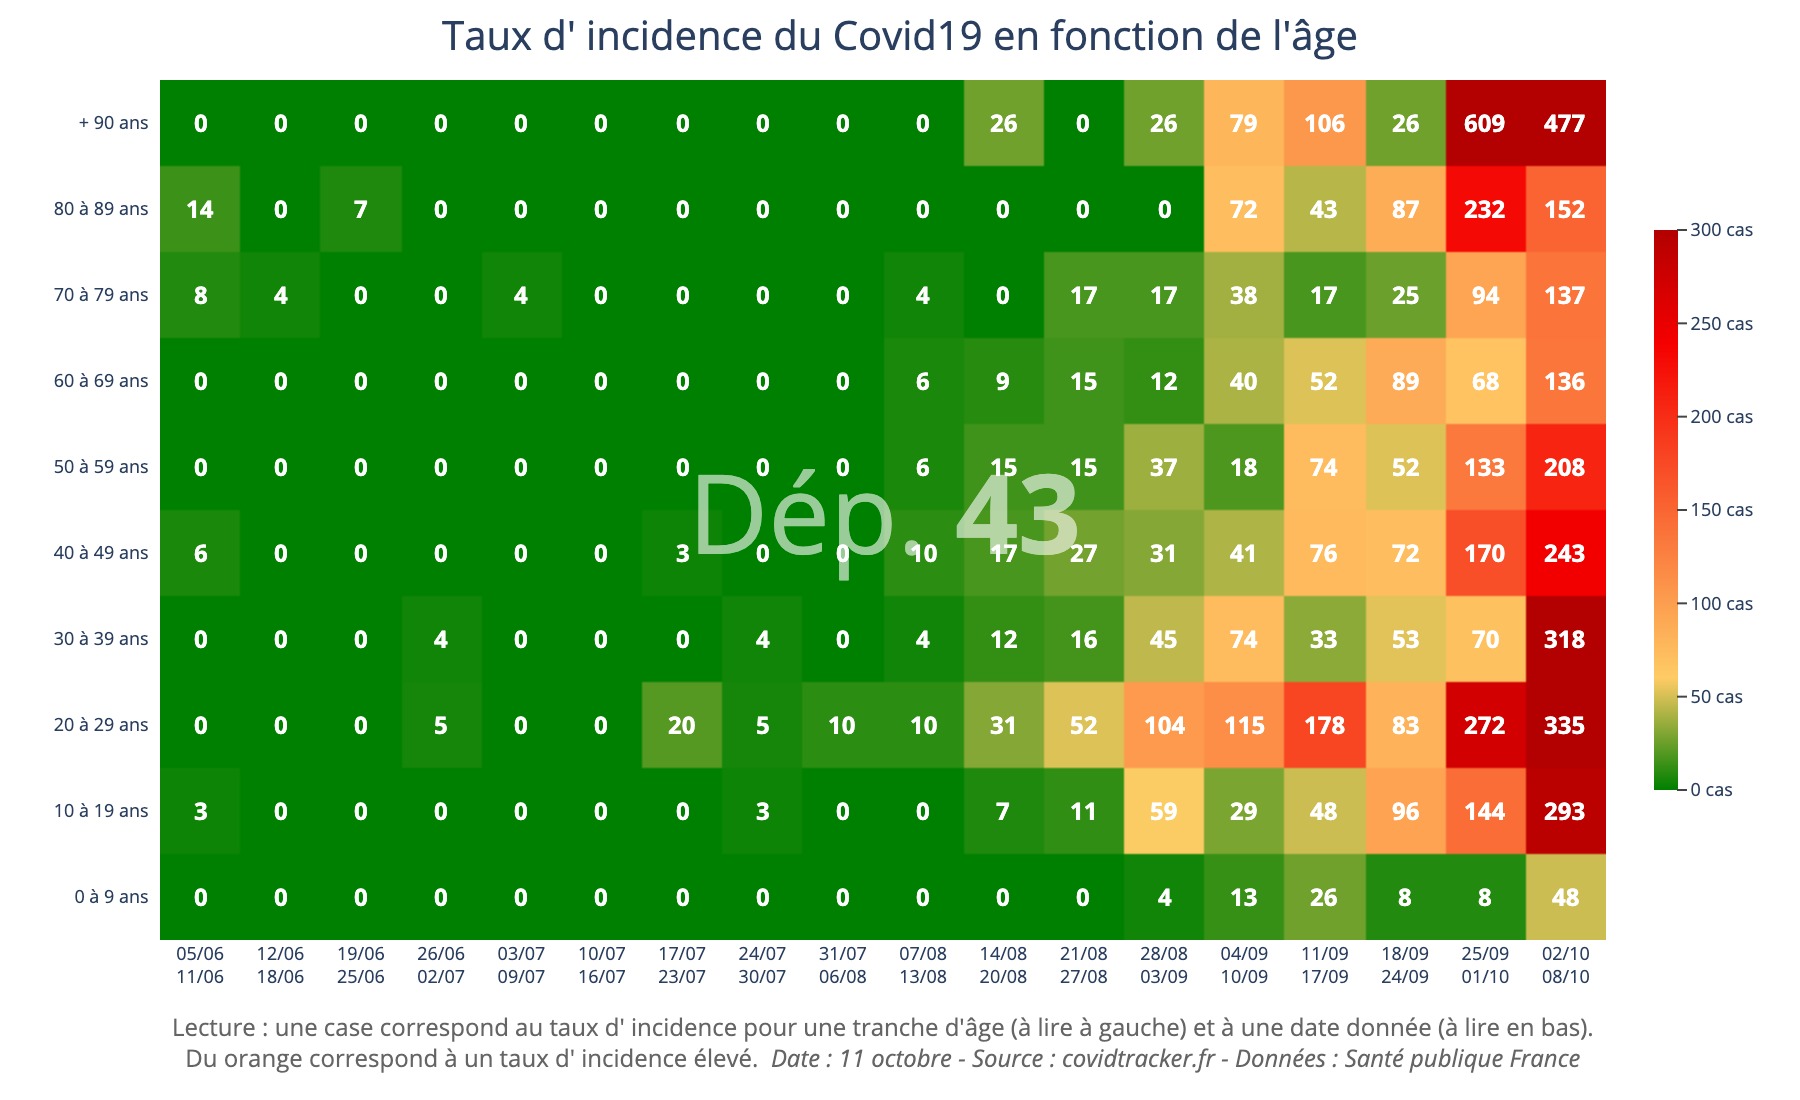 Taux d' incidence du Covid19 en fonction de l'âge
+ 90 ans 0 0 0 0 0 0 0 0 0 0 26 0 26 79 106 26 609 477
80 à 89 ans 14 0 7 0 0 0 0 0 0 0 0 0 0 72 43 87 232 152
70 à 79 ans 8 4 0 0 4 0 0 0 0 4 0 17 17 38 17 25 94 137
60 à 69 ans 0 0 0 0 0 0 0 0 0 6 9 15 12 40 52 89 68 136
50 à 59 ans 0 0 0 0 0 0 0 0 0 6 15 15 37 18 74 52 133 208
Dép. 43
40 à 49 ans 6 0 0 0 0 0 3 0 0 10 17 27 31 41 76 72 170 243
30 à 39 ans 0 0 0 4 0 0 0 4 0 4 12 16 45 74 33 53 70 318
20 à 29 ans 0 0 0 5 0 0 20 5 10 10 31 52 104 115 178 83 272 335
10 à 19 ans 3 0 0 0 0 0 0 3 0 0 7 11 59 29 48 96 144 293
0 à 9 ans 0 0 0 0 0 0 0 0 0 0 0 0 4 13 26 8 8 48
05/06 12/06 19/06 26/06 03/07 10/07 17/07 24/07 31/07 07/08 14/08 21/08 28/08 04/09 11/09 18/09 25/09 02/10
11/06 18/06 25/06 02/07 09/07 16/07 23/07 30/07 06/08 13/08 20/08 27/08 03/09 10/09 17/09 24/09 01/10 08/10
300 cas
250 cas
200 cas
150 cas
100 cas
50 cas
0 cas
Lecture : une case correspond au taux d' incidence pour une tranche d'âge (à lire à gauche) et à une date donnée (à lire en bas).
Du orange correspond à un taux d' incidence élevé. Date : 11 octobre - Source : covidtracker.fr - Données : Santé publique France